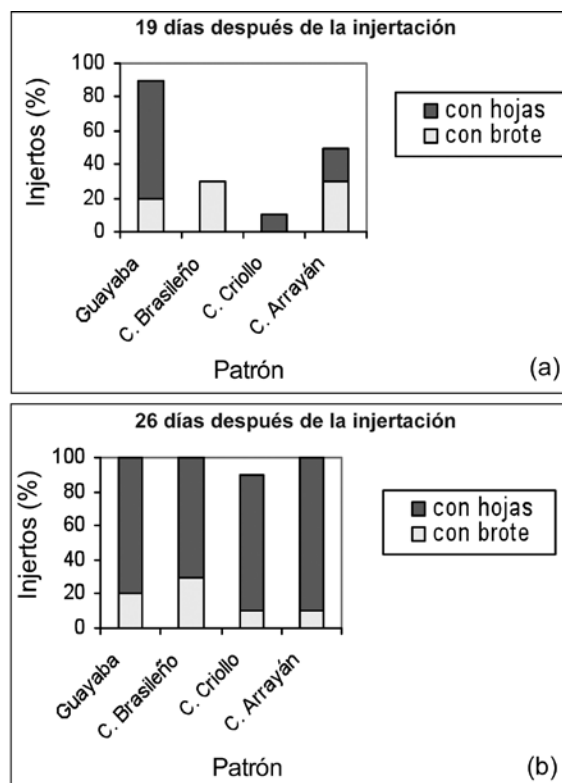 19 días después de la injertación
100
80
60
40
20
0
Injertos (%)
con hojas
con brote
Guayaba
C. Brasileño
C. Criollo
C. Arrayán
Patrón
(a)
26 días después de la injertación
100
80
60
40
20
0
Injertos (%)
con hojas
con brote
Guayaba
C. Brasileño
C. Criollo
C. Arrayán
Patrón
(b)